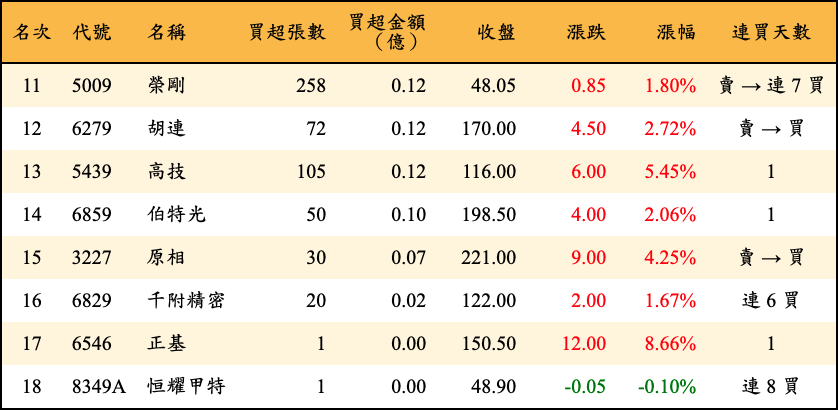 名次 代號 名稱 買超張數 買超金額（億） 收盤 漲跌 漲幅 連買天數
11 5009 榮剛 258 0.12 48.05 0.85 1.80% 賣→連7買
12 6279 胡連 72 0.12 170.00 4.50 2.72% 賣→買
13 5439 高技 105 0.12 116.00 6.00 5.45% 1
14 6859 伯特光 50 0.10 198.50 4.00 2.06% 1
15 3227 原相 30 0.07 221.00 9.00 4.25% 賣→買
16 6829 千附精密 20 0.02 122.00 2.00 1.67% 連6買
17 6546 正基 1 0.00 150.50 12.00 8.66% 1
18 8349A 恒耀甲特 1 0.00 48.90 -0.05 -0.10% 連8買